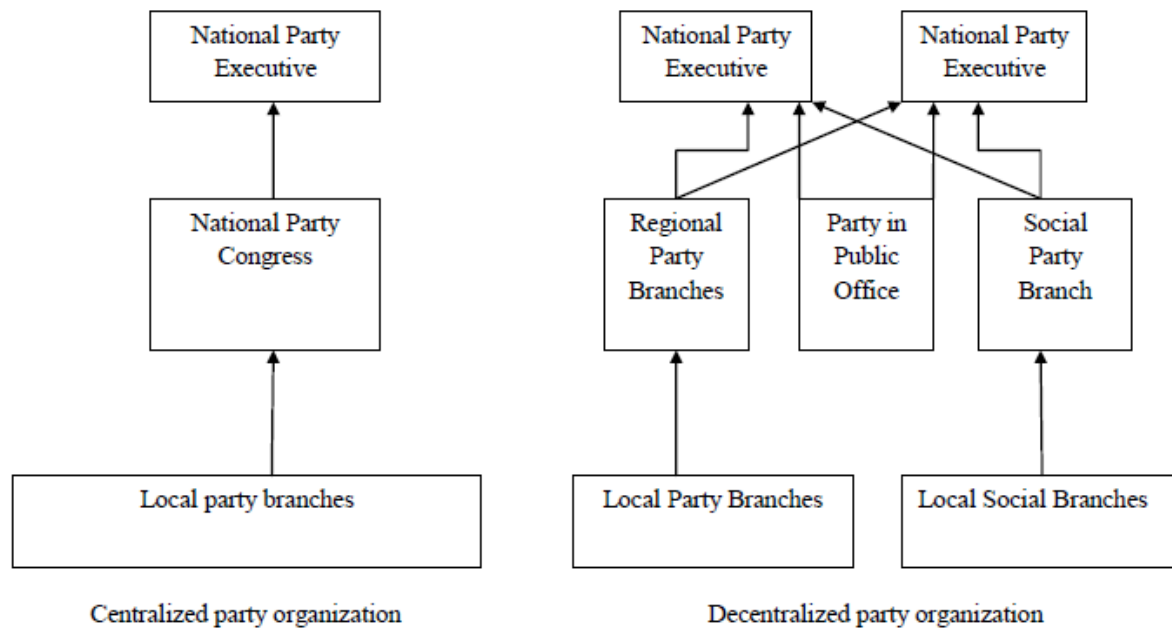 National Party
Executive
National Party
Congress
Local party branches
Centralized party organization
National Party
Executive
National Party
Executive
Regional
Party
Branches
Party in
Public
Office
Social
Party
Branch
Local Party Branches
Local Social Branches
Decentralized party organization